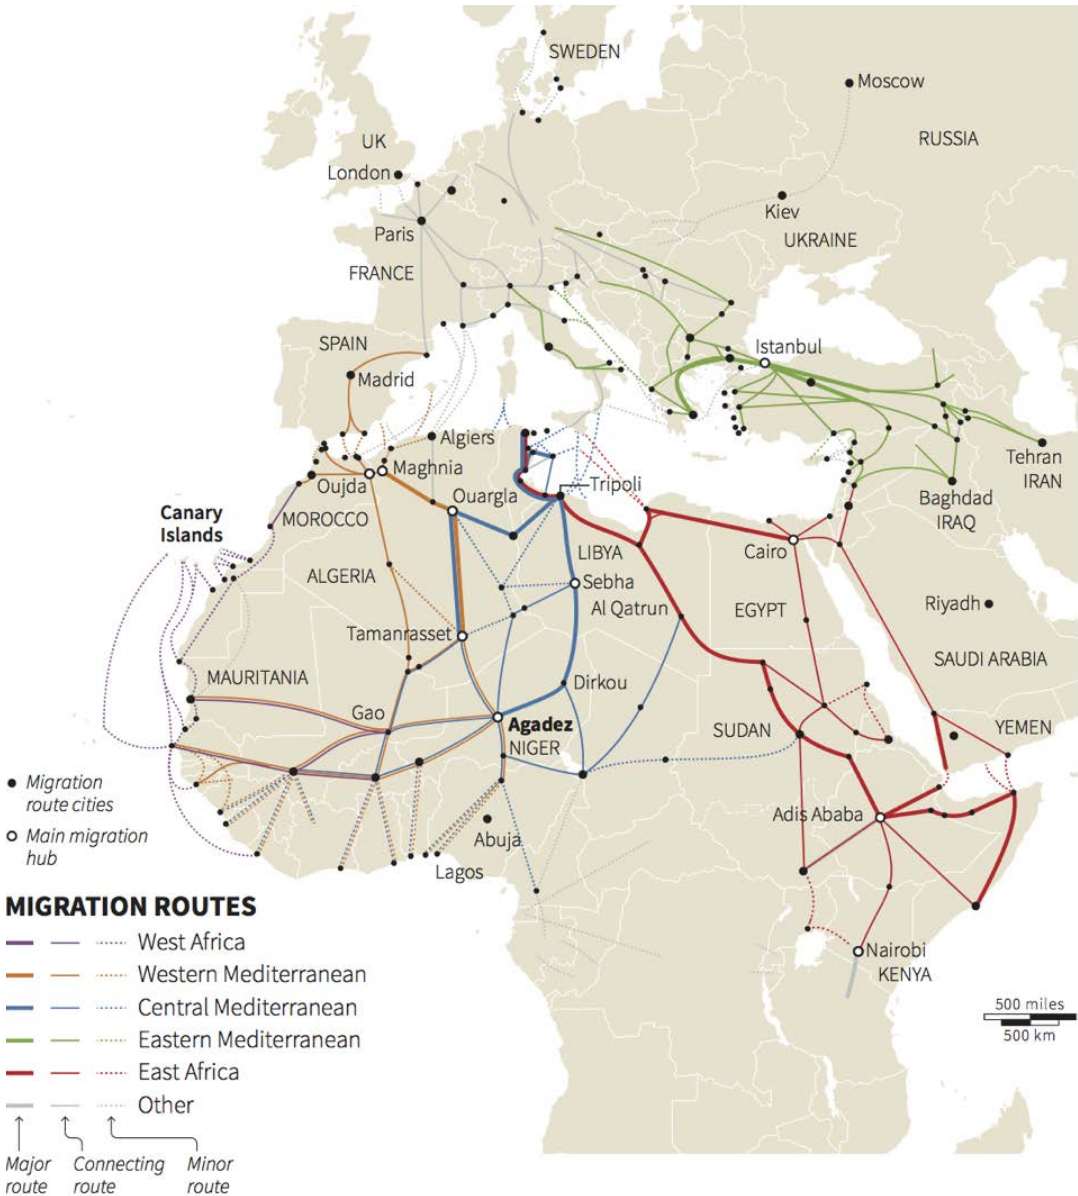 SWEDEN
Moscow
RUSSIA
UK
London
Kiev
UKRAINE
Paris
FRANCE
SPAIN
Istanbul
Madrid
Algiers
Maghnia
Oujda
Ouargla
Tripoli
Tehran
IRAN
Baghdad
IRAQ
Canary
Islands
MOROCCO
LIBYA
Cairo
ALGERIA
Sebha
Al Qatrun
EGYPT
Riyadh
Tamanrasset
SAUDI ARABIA
MAURITANIA
Dirkou
Gao
Agadez
NIGER
SUDAN
YEMEN
Migration
route cities
Main migration
hub
Adis Ababa
Abuja
Lagos
MIGRATION ROUTES
West Africa
Western Mediterranean
Central Mediterranean
Eastern Mediterranean
East Africa
Other
Major
route
Connecting
route
Minor
route
Nairobi
KENYA
500 miles
500 km